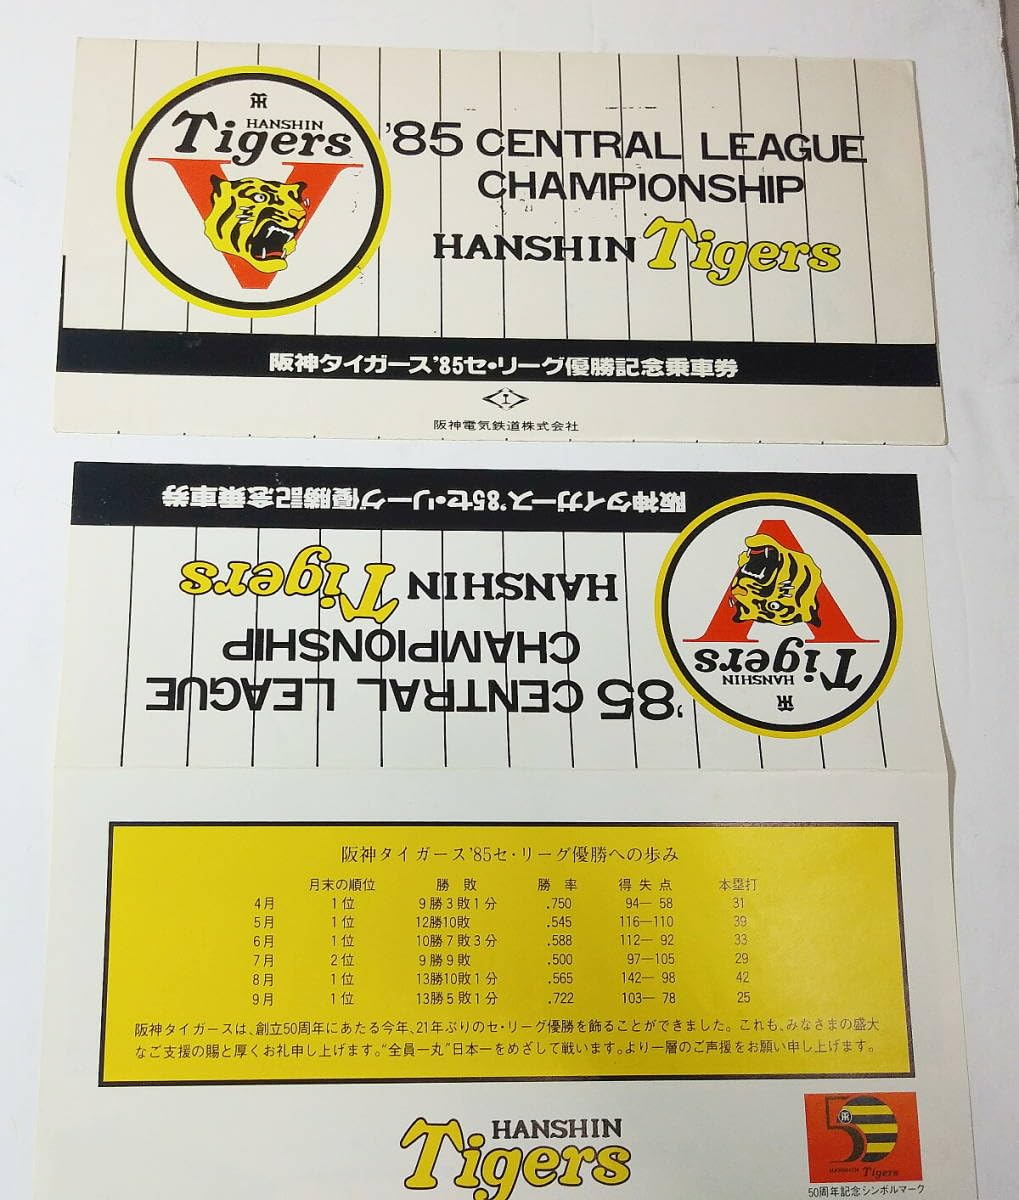 HANSHIN
Tigers
'85 CENTRAL LEAGUE
CHAMPIONSHIP
HANSHIN Tigers
阪神タイガース'85セ・リーグ優勝記念乗車券
阪神電気鉄道株式会社
阪神タイガース'85セ・リーグ優勝記念乗車券
HANSHIN Tigers
'85 CENTRAL LEAGUE
CHAMPIONSHIP
HANSHIN
Tigers
阪神タイガース'85セ・リーグ優勝への歩み
月末の順位 勝敗 勝率 得失点 本塁打
4月 1位 9勝3敗1分 .750 94—58 31
5月 1位 12勝10敗 .545 116—110 39
6月 1位 10勝7敗3分 .588 112—92 33
7月 2位 9勝9敗 .500 97—105 29
8月 1位 13勝10敗1分 .565 142—98 42
9月 1位 13勝5敗1分 .722 103—78 25
阪神タイガースは、創立50周年にあたる今年、21年ぶりのセ・リーグ優勝を飾ることができました。これも、みなさまの盛大
なご支援の賜と厚くお礼申し上げます。“全員一丸”日本一をめざして戦います。より一層のご声援をお願い申し上げます。
HANSHIN
Tigers
50
HANSHIN Tigers
50周年記念シンボルマーク